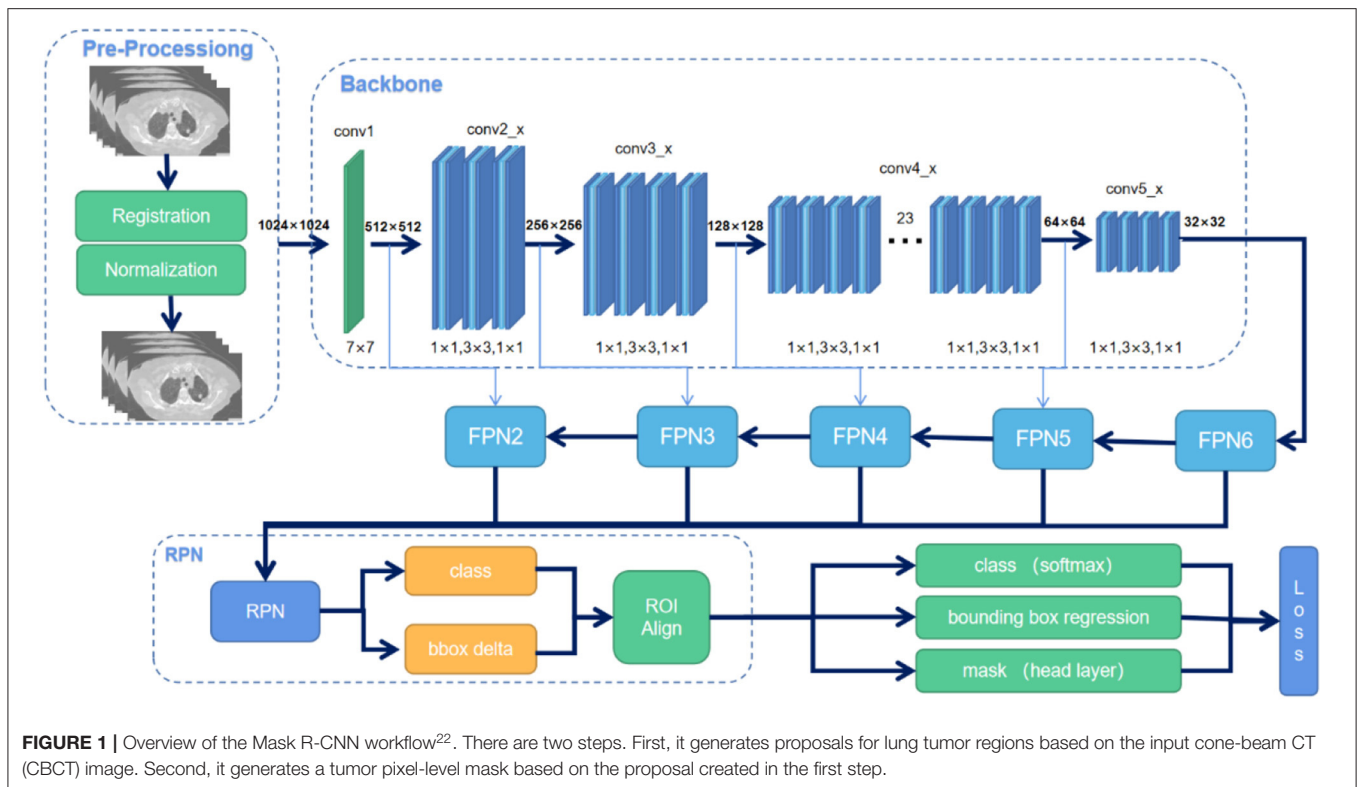 Pre-Processiong
Registration
Normalization
1024×1024
Backbone
conv1
conv2_x
conv3_x
conv4_x
conv5_x
512×512
256×256
128×128
23
64×64
32×32
7×7
1×1,3×3,1×1
1×1,3×3,1×1
1×1,3×3,1×1
1×1,3×3,1×1
1×1,3×3,1×1
FPN2
FPN3
FPN4
FPN5
FPN6
RPN
RPN
class
bbox delta
ROI
Align
class （softmax）
bounding box regression
mask （head layer）
Loss
FIGURE 1 | Overview of the Mask R-CNN workflow22. There are two steps. First, it generates proposals for lung tumor regions based on the input cone-beam CT
(CBCT) image. Second, it generates a tumor pixel-level mask based on the proposal created in the first step.